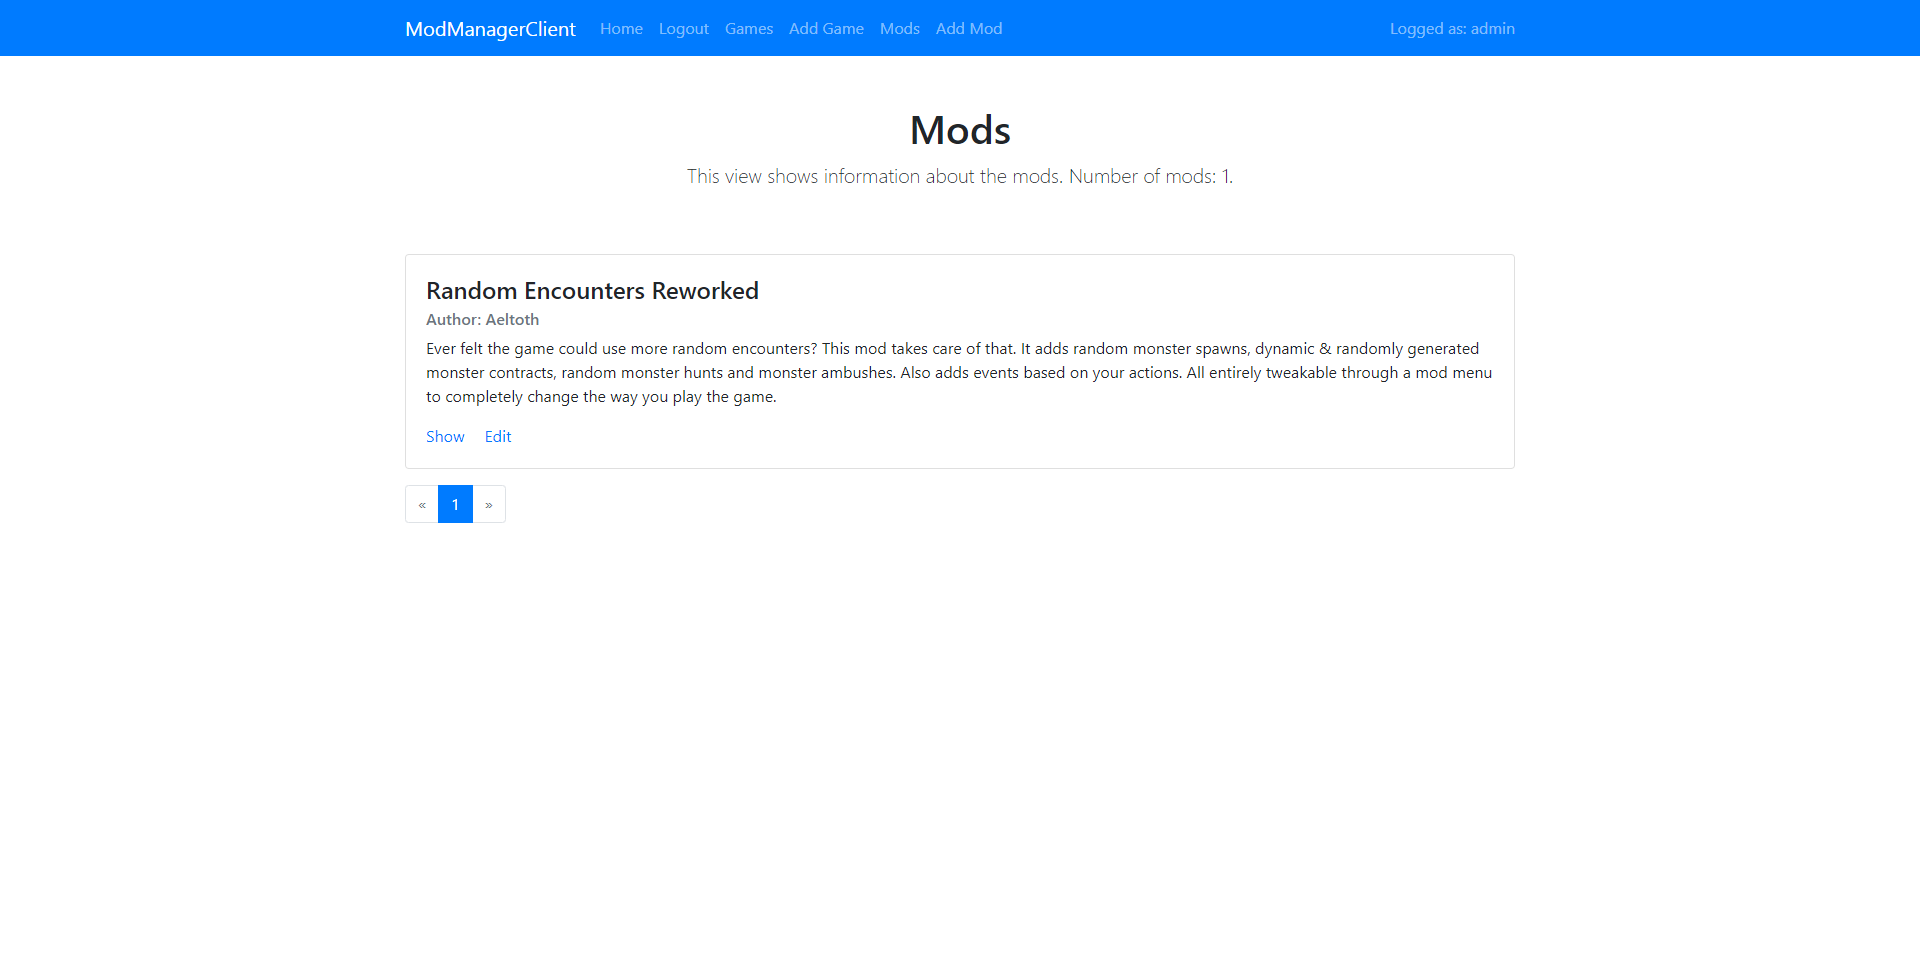 ModManagerClient Home Logout Games Add Game Mods Add Mod Logged as: admin
Mods
This view shows information about the mods. Number of mods: 1.
Random Encounters Reworked
Author: Aeltoth
Ever felt the game could use more random encounters? This mod takes care of that. It adds random monster spawns, dynamic & randomly generated
monster contracts, random monster hunts and monster ambushes. Also adds events based on your actions. All entirely tweakable through a mod menu
to completely change the way you play the game.
Show Edit
« 1 »